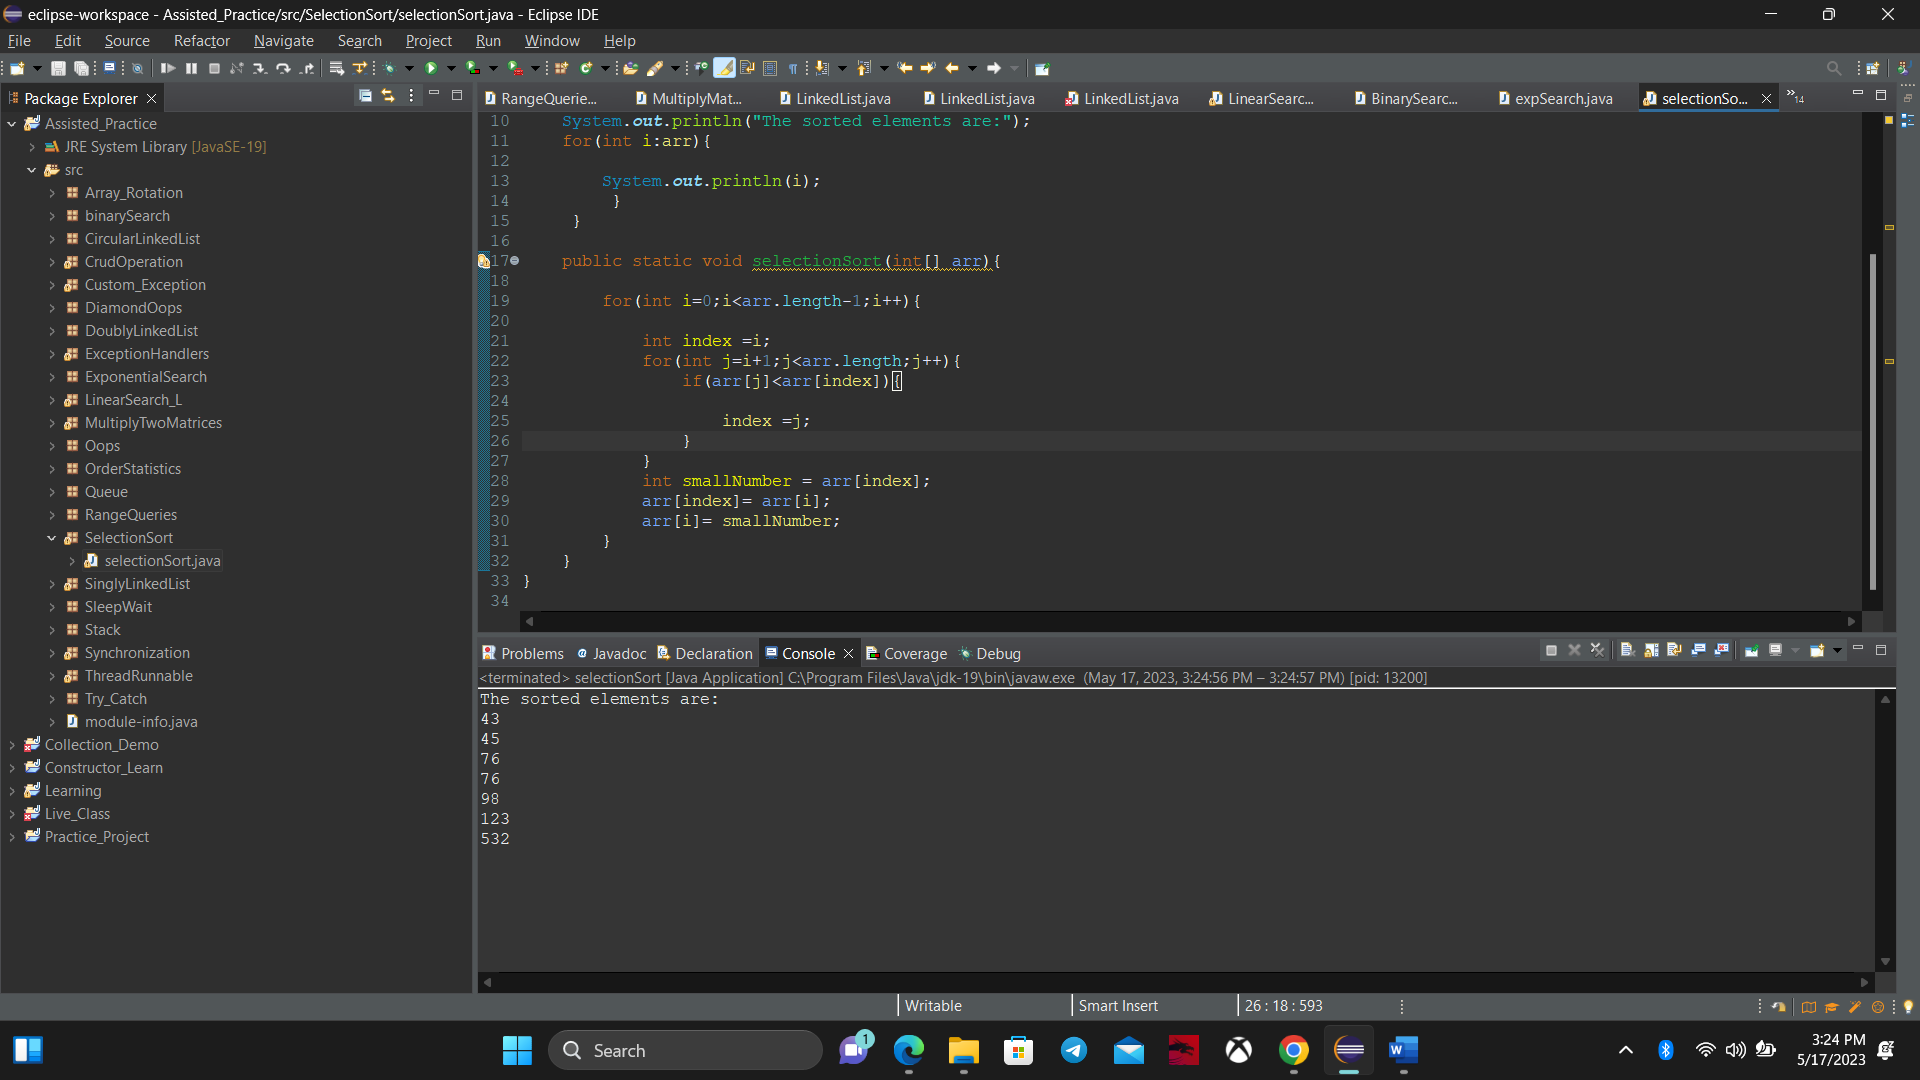 eclipse-workspace - Assisted_Practice/src/SelectionSort/selectionSort.java - Eclipse IDE
File Edit Source Refactor Navigate Search Project Run Window Help
Package Explorer
RangeQuerie... MultiplyMat... LinkedList.java LinkedList.java LinkedList.java LinearSearc... BinarySearc... expSearch.java selectionSo... »14
Assisted_Practice
JRE System Library [JavaSE-19]
src
Array_Rotation
binarySearch
CircularLinkedList
CrudOperation
Custom_Exception
DiamondOops
DoublyLinkedList
ExceptionHandlers
ExponentialSearch
LinearSearch_L
MultiplyTwoMatrices
Oops
OrderStatistics
Queue
RangeQueries
SelectionSort
selectionSort.java
SinglyLinkedList
SleepWait
Stack
Synchronization
ThreadRunnable
Try_Catch
module-info.java
Collection_Demo
Constructor_Learn
Learning
Live_Class
Practice_Project
10 System.out.println("The sorted elements are:");
11 for(int i:arr){
12
13 System.out.println(i);
14 }
15 }
16
17 public static void selectionSort(int[] arr){
18
19 for(int i=0;i<arr.length-1;i++){
20
21 int index =i;
22 for(int j=i+1;j<arr.length;j++){
23 if(arr[j]<arr[index]){
24
25 index =j;
26 }
27 }
28 int smallNumber = arr[index];
29 arr[index]= arr[i];
30 arr[i]= smallNumber;
31 }
32 }
33 }
34
Problems Javadoc Declaration Console Coverage Debug
<terminated> selectionSort [Java Application] C:\Program Files\Java\jdk-19\bin\javaw.exe (May 17, 2023, 3:24:56 PM – 3:24:57 PM) [pid: 13200]
The sorted elements are:
43
45
76
76
98
123
532
Writable Smart Insert 26 : 18 : 593
Search
1
3:24 PM
5/17/2023